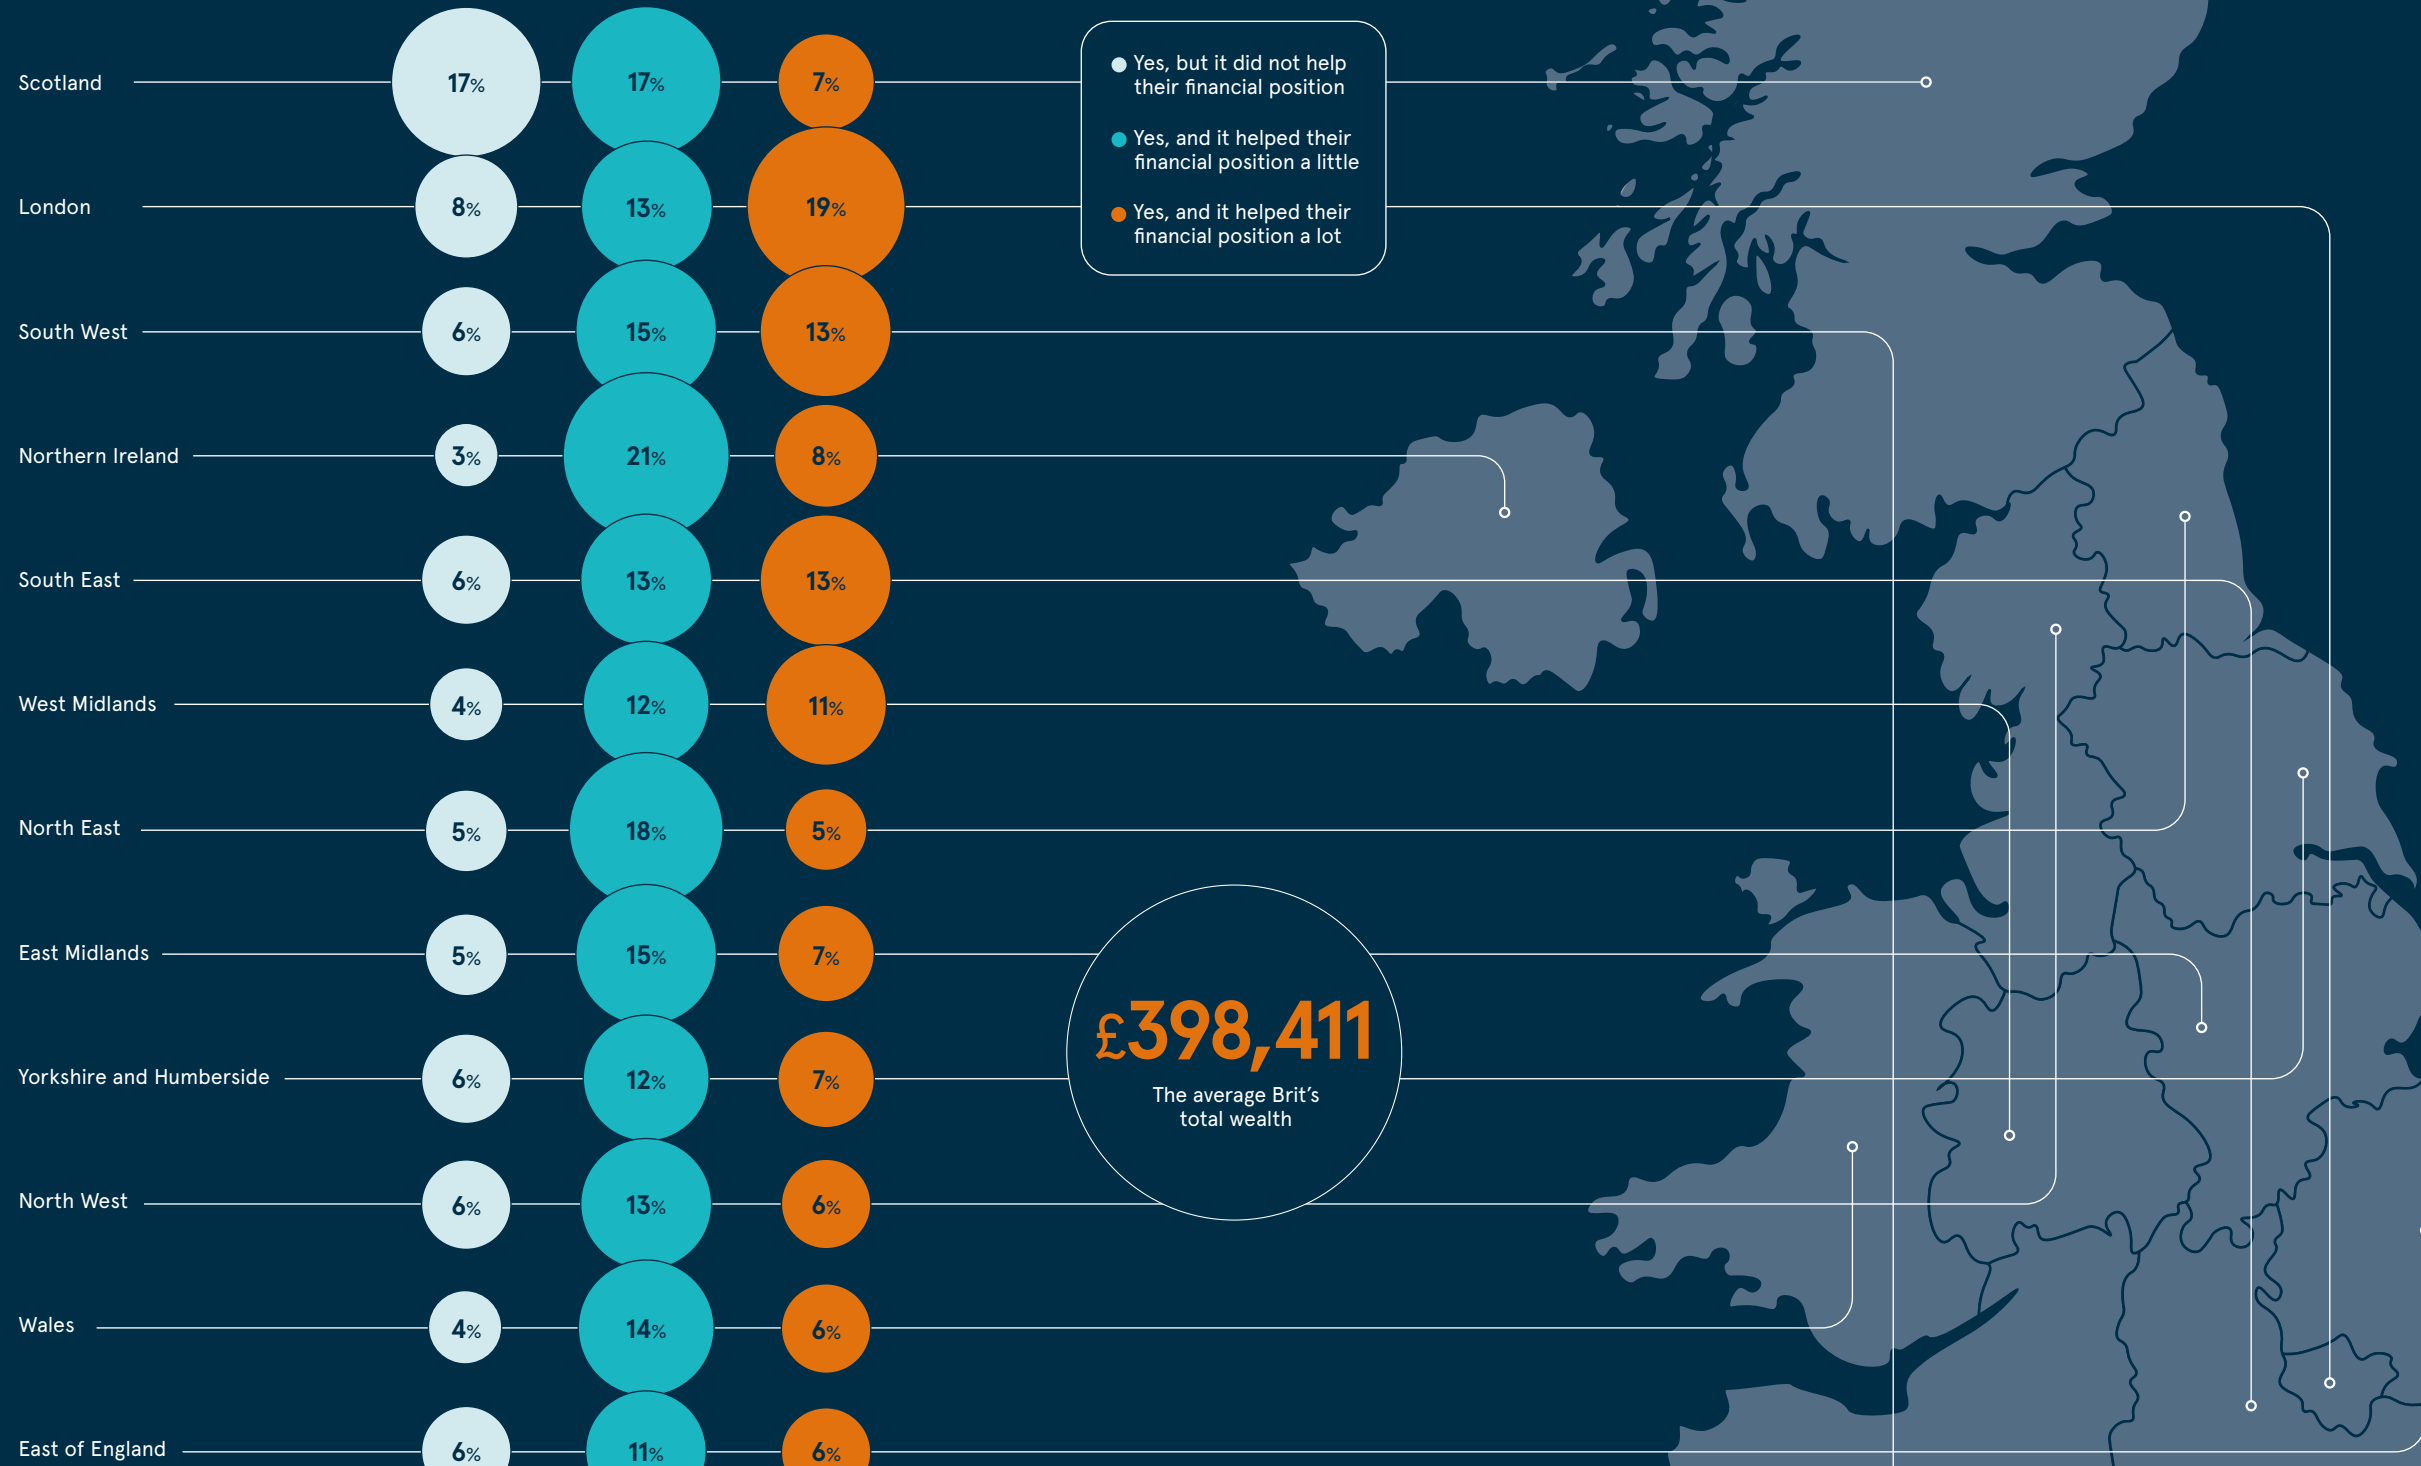 Scotland 17% 17% 7%
Yes, but it did not help
their financial position
Yes, and it helped their
financial position a little
Yes, and it helped their
financial position a lot
London 8% 13% 19%
South West 6% 15% 13%
Northern Ireland 3% 21% 8%
South East 6% 13% 13%
West Midlands 4% 12% 11%
North East 5% 18% 5%
East Midlands 5% 15% 7%
£398,411
The average Brit's
total wealth
Yorkshire and Humberside 6% 12% 7%
North West 6% 13% 6%
Wales 4% 14% 6%
East of England 6% 11% 6%